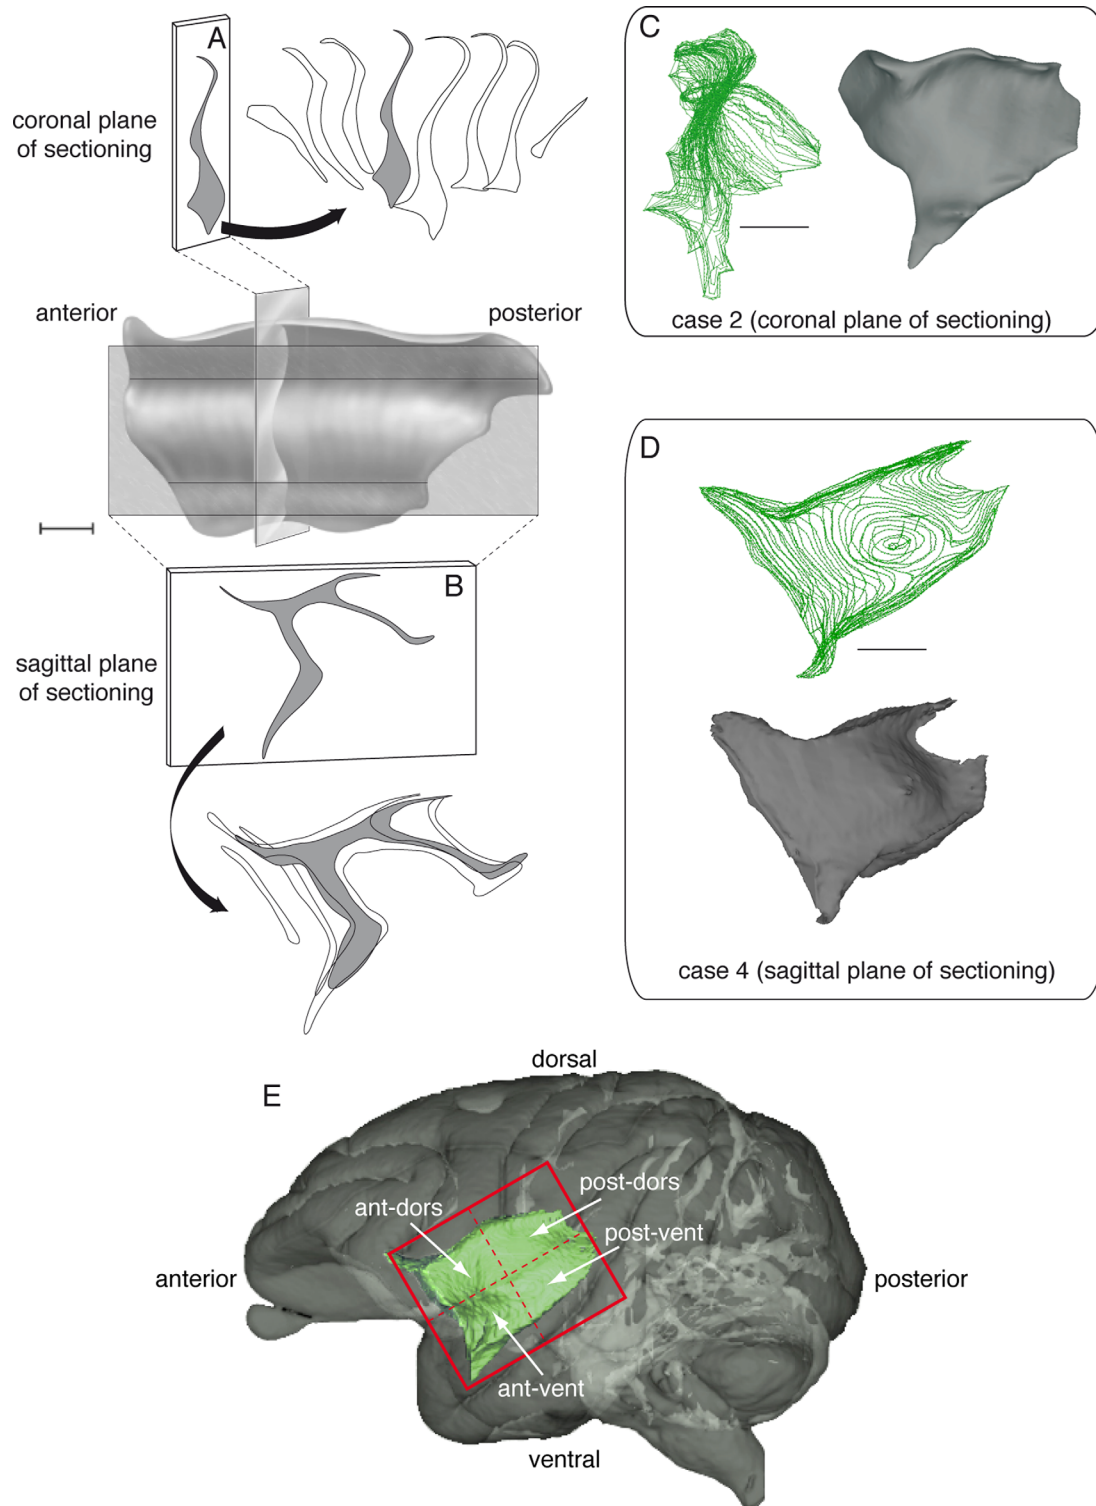 A
coronal plane
of sectioning
anterior
posterior
B
sagittal plane
of sectioning
C
case 2 (coronal plane of sectioning)
D
case 4 (sagittal plane of sectioning)
E
dorsal
post-dors
ant-dors
post-vent
anterior
posterior
ant-vent
ventral